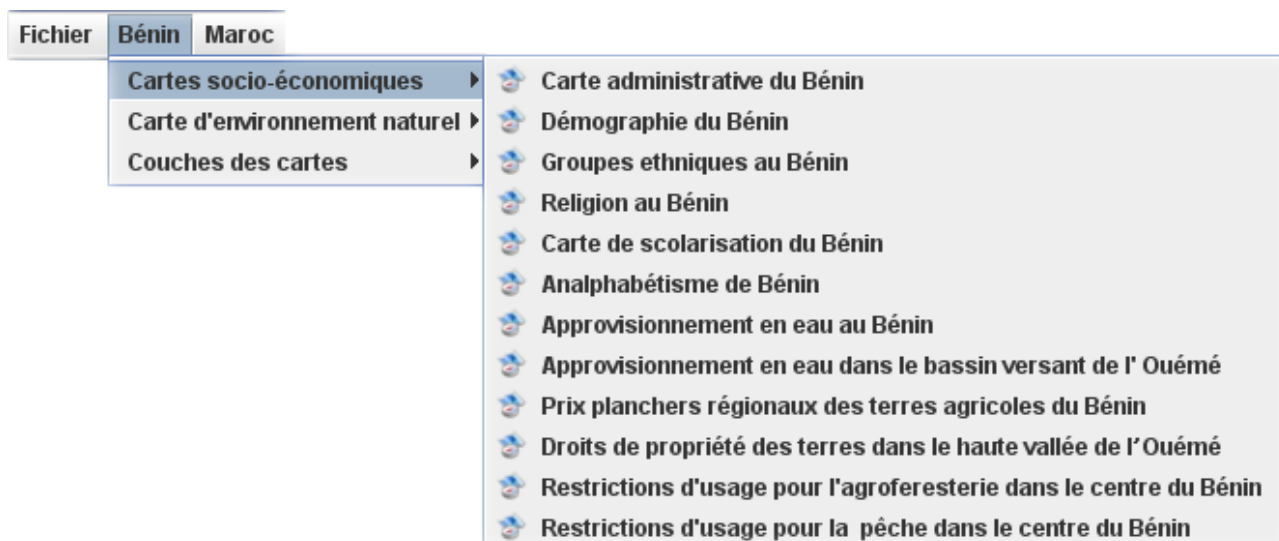 Fichier Bénin Maroc
Cartes socio-économiques
Carte d'environnement naturel
Couches des cartes
Carte administrative du Bénin
Démographie du Bénin
Groupes ethniques au Bénin
Religion au Bénin
Carte de scolarisation du Bénin
Analphabétisme de Bénin
Approvisionnement en eau au Bénin
Approvisionnement en eau dans le bassin versant de l' Ouémé
Prix planchers régionaux des terres agricoles du Bénin
Droits de propriété des terres dans le haute vallée de l’Ouémé
Restrictions d'usage pour l'agroferesterie dans le centre du Bénin
Restrictions d'usage pour la pêche dans le centre du Bénin